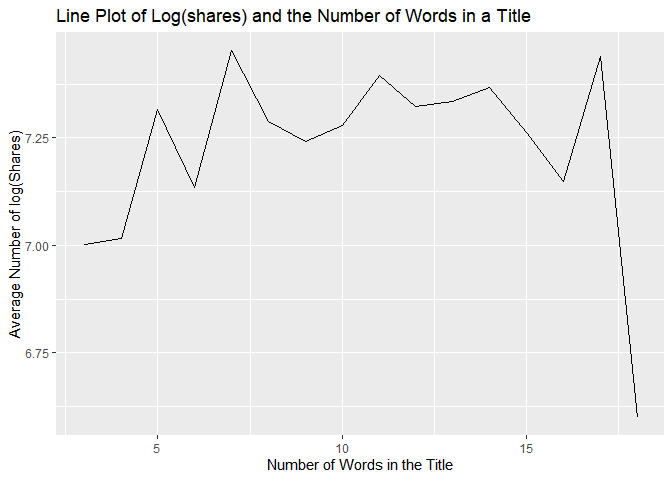 Line Plot of Log(shares) and the Number of Words in a Title
Average Number of log(Shares)
7.25
7.00
6.75
5
10
15
Number of Words in the Title